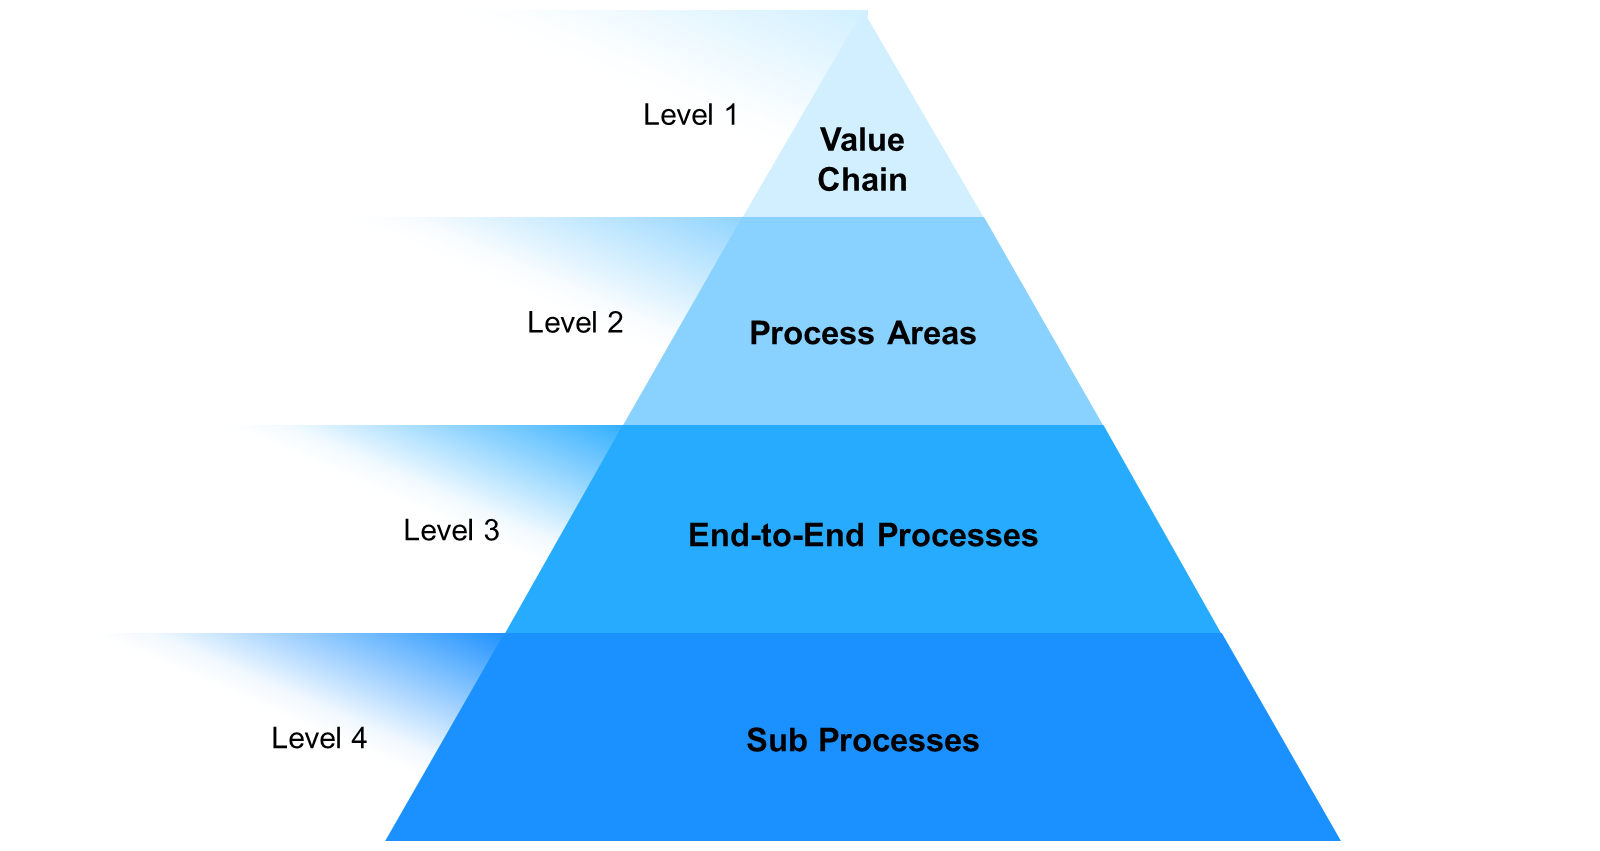 Level 1
Value
Chain
Level 2
Process Areas
Level 3
End-to-End Processes
Level 4
Sub Processes